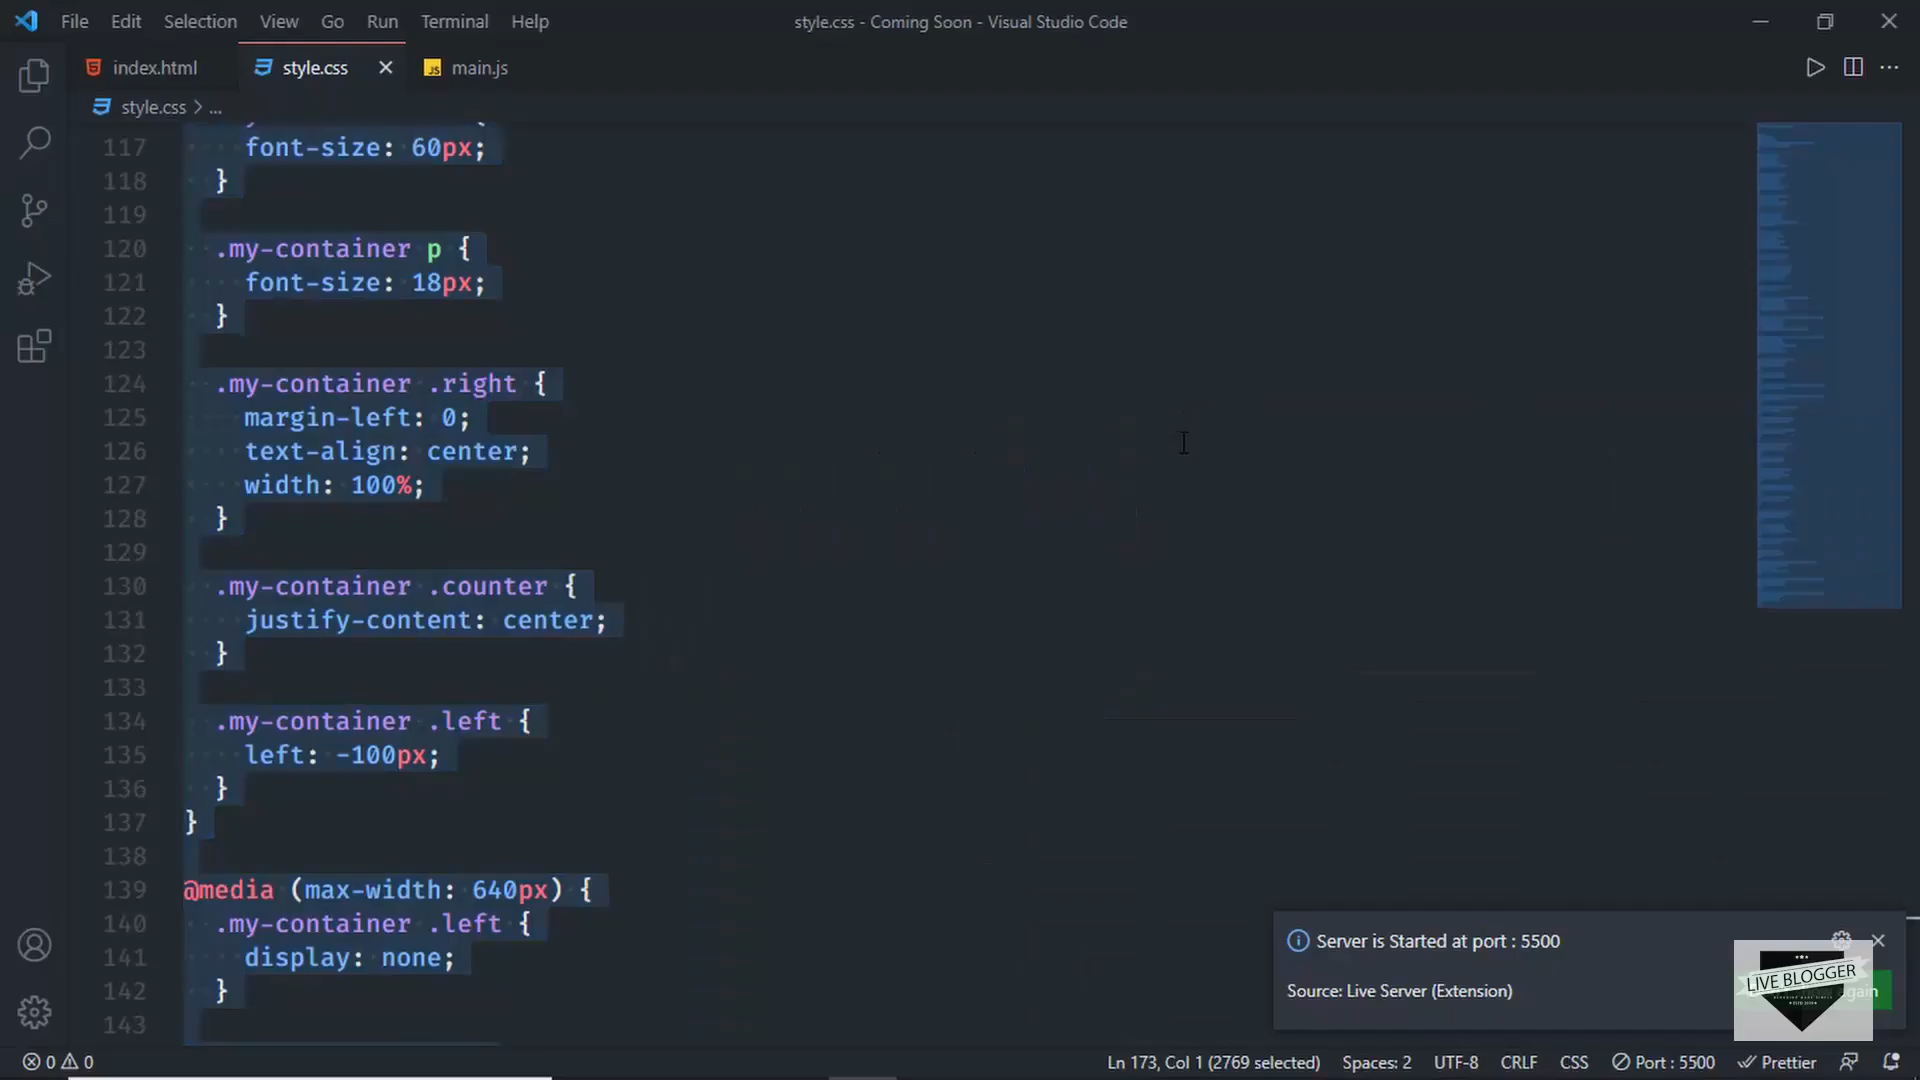 File Edit Selection View Go Run Terminal Help
style.css - Coming Soon - Visual Studio Code
index.html style.css main.js
style.css > ...
117 font-size: 60px;
118 }
119
120 .my-container p {
121 font-size: 18px;
122 }
123
124 .my-container .right {
125 margin-left: 0;
126 text-align: center;
127 width: 100%;
128 }
129
130 .my-container .counter {
131 justify-content: center;
132 }
133
134 .my-container .left {
135 left: -100px;
136 }
137 }
138
139 @media (max-width: 640px) {
140 .my-container .left {
141 display: none;
142 }
143
Server is Started at port : 5500
Source: Live Server (Extension)
again
LIVE BLOGGER
0 0
Ln 173, Col 1 (2769 selected) Spaces: 2 UTF-8 CRLF CSS Port : 5500 Prettier